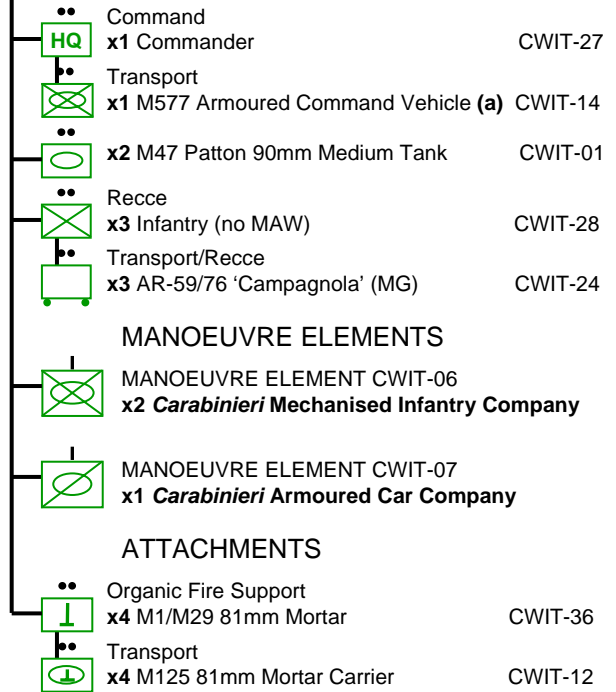 Command
HQ x1 Commander CWIT-27
Transport
x1 M577 Armoured Command Vehicle (a) CWIT-14
x2 M47 Patton 90mm Medium Tank CWIT-01
Recce
x3 Infantry (no MAW) CWIT-28
Transport/Recce
x3 AR-59/76 ‘Campagnola’ (MG) CWIT-24
MANOEUVRE ELEMENTS
MANOEUVRE ELEMENT CWIT-06
x2 Carabinieri Mechanised Infantry Company
MANOEUVRE ELEMENT CWIT-07
x1 Carabinieri Armoured Car Company
ATTACHMENTS
Organic Fire Support
x4 M1/M29 81mm Mortar CWIT-36
Transport
x4 M125 81mm Mortar Carrier CWIT-12